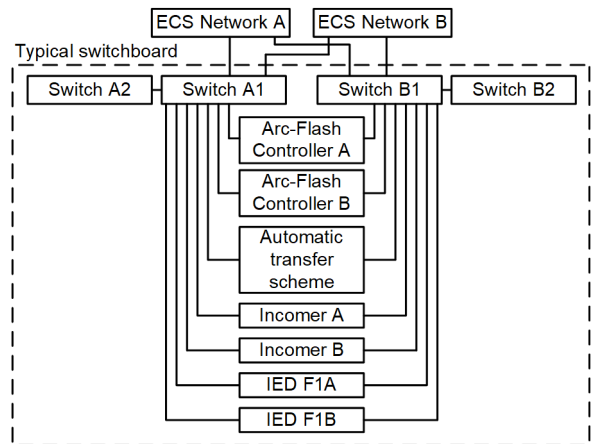 ECS Network A
ECS Network B
Typical switchboard
Switch A2
Switch A1
Switch B1
Switch B2
Arc-Flash
Controller A
Arc-Flash
Controller B
Automatic
transfer
scheme
Incomer A
Incomer B
IED F1A
IED F1B